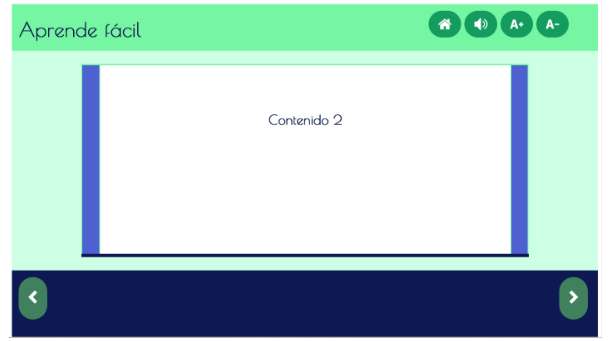 Aprende fácil
A+
A-
Contenido 2